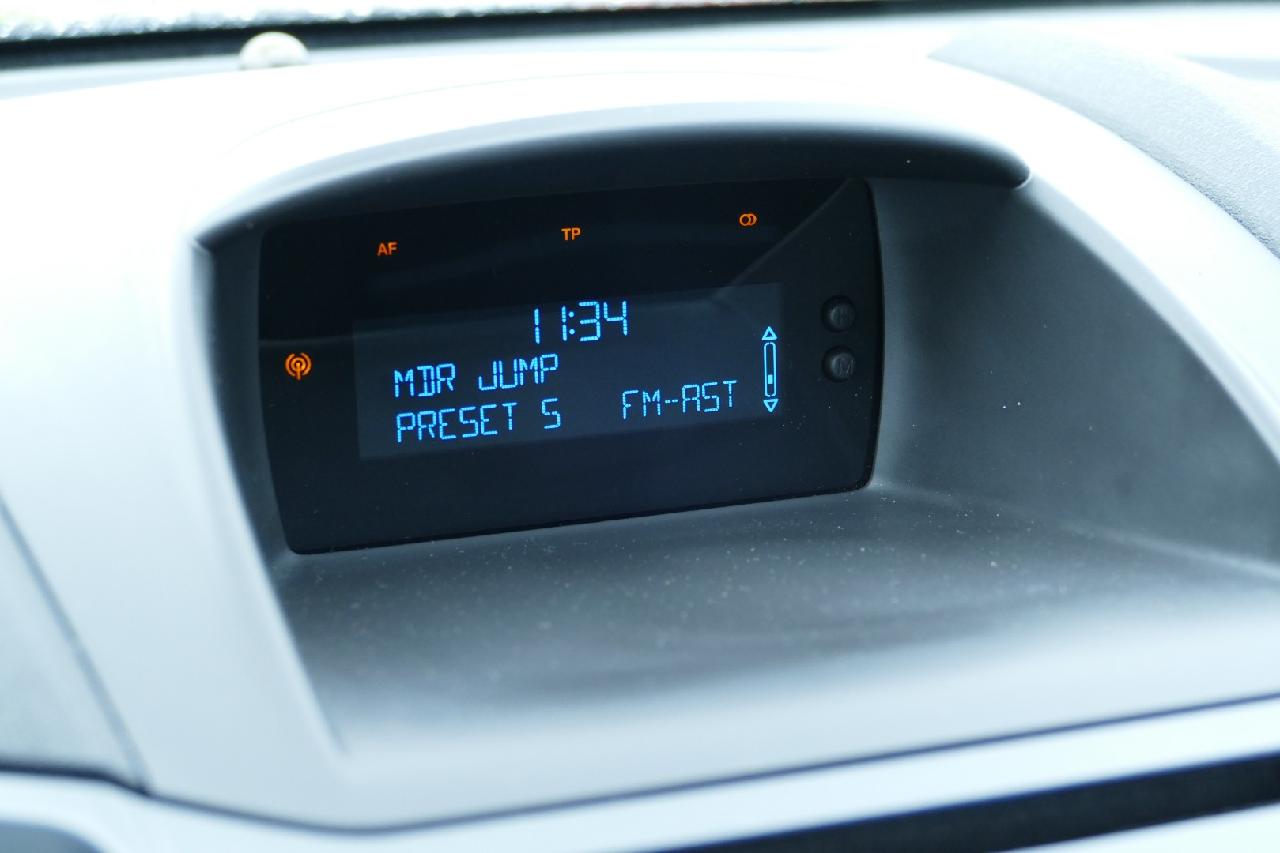 AF TP
11:34
MDR JUMP
PRESET 5 FM-AST
H
M